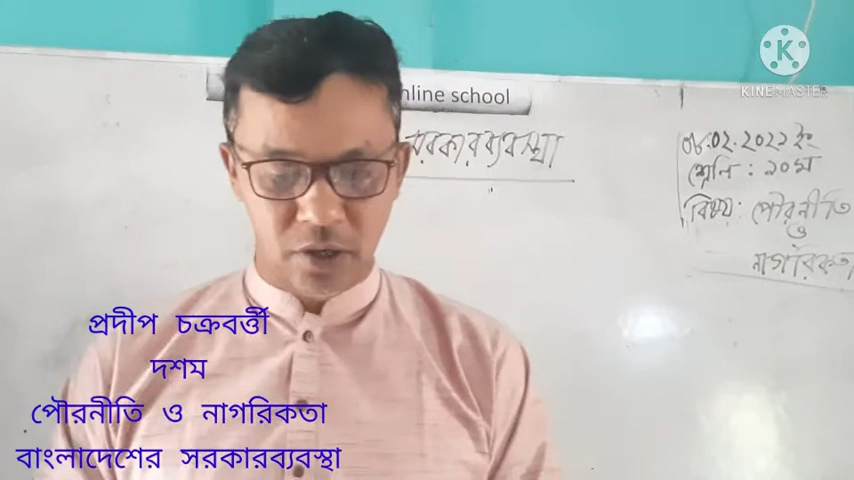 nline school
KINEMASTER
সরকারব্যবস্থা
০৮.০২.২০২২ ইং
শ্রেণি : ১০ম
বিষয়: পৌরনীতি
ও
নাগরিকতা
প্রদীপ চক্রবর্ত্তী
দশম
পৌরনীতি ও নাগরিকতা
বাংলাদেশের সরকারব্যবস্থা